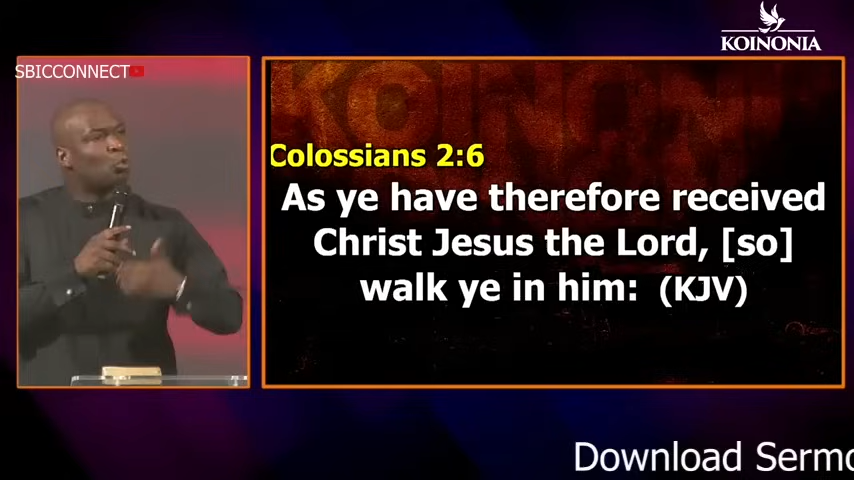 KOINONIA
SBICCONNECT
KOINONIA
Colossians 2:6
As ye have therefore received
Christ Jesus the Lord, [so]
walk ye in him: (KJV)
Download Sermo